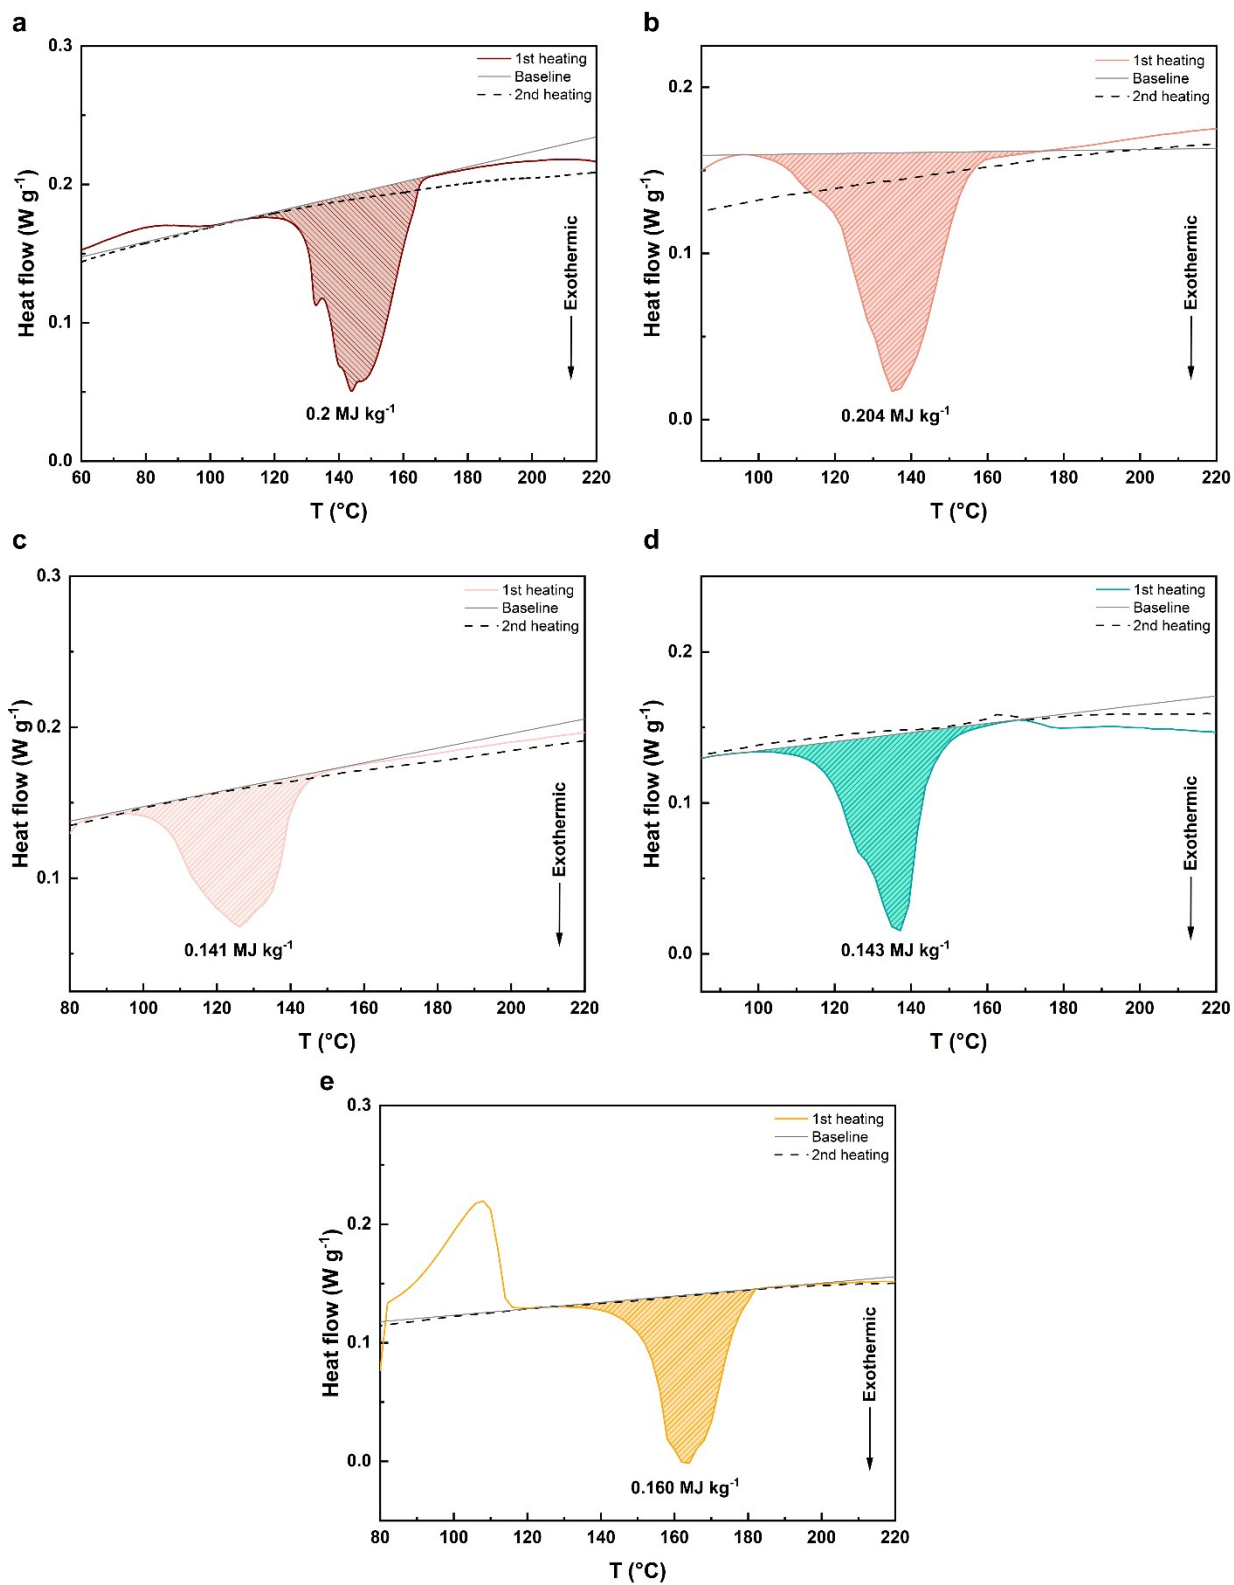 a
0.3
0.2
0.1
0.0
Heat flow (W g⁻¹)
1st heating
Baseline
2nd heating
Exothermic
0.2 MJ kg⁻¹
60 80 100 120 140 160 180 200 220
T (°C)
b
0.2
0.1
0.0
Heat flow (W g⁻¹)
1st heating
Baseline
2nd heating
Exothermic
0.204 MJ kg⁻¹
100 120 140 160 180 200 220
T (°C)
c
0.3
0.2
0.1
Heat flow (W g⁻¹)
1st heating
Baseline
2nd heating
Exothermic
0.141 MJ kg⁻¹
80 100 120 140 160 180 200 220
T (°C)
d
0.2
0.1
0.0
Heat flow (W g⁻¹)
1st heating
Baseline
2nd heating
Exothermic
0.143 MJ kg⁻¹
100 120 140 160 180 200 220
T (°C)
e
0.3
0.2
0.1
0.0
Heat flow (W g⁻¹)
1st heating
Baseline
2nd heating
Exothermic
0.160 MJ kg⁻¹
80 100 120 140 160 180 200 220
T (°C)